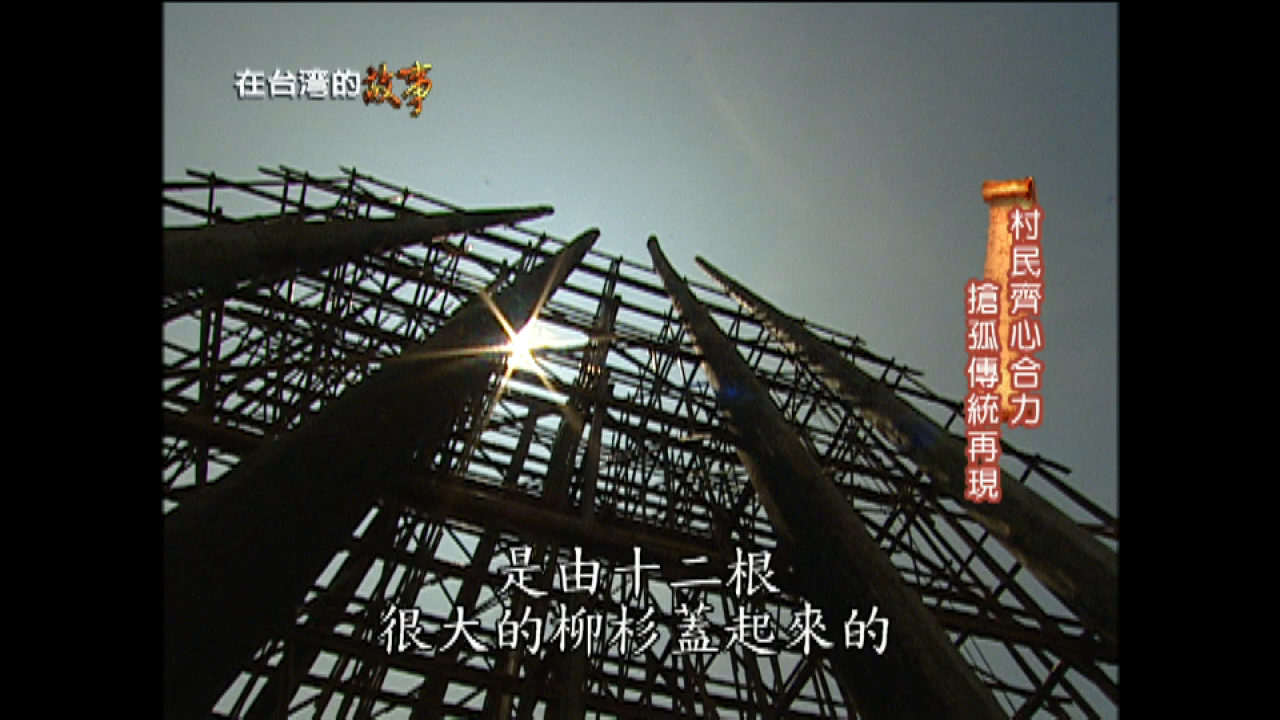 在台湾的故事
村民齊心合力
搶孤傳統再現
是由十二根
很大的柳杉蓋起來的